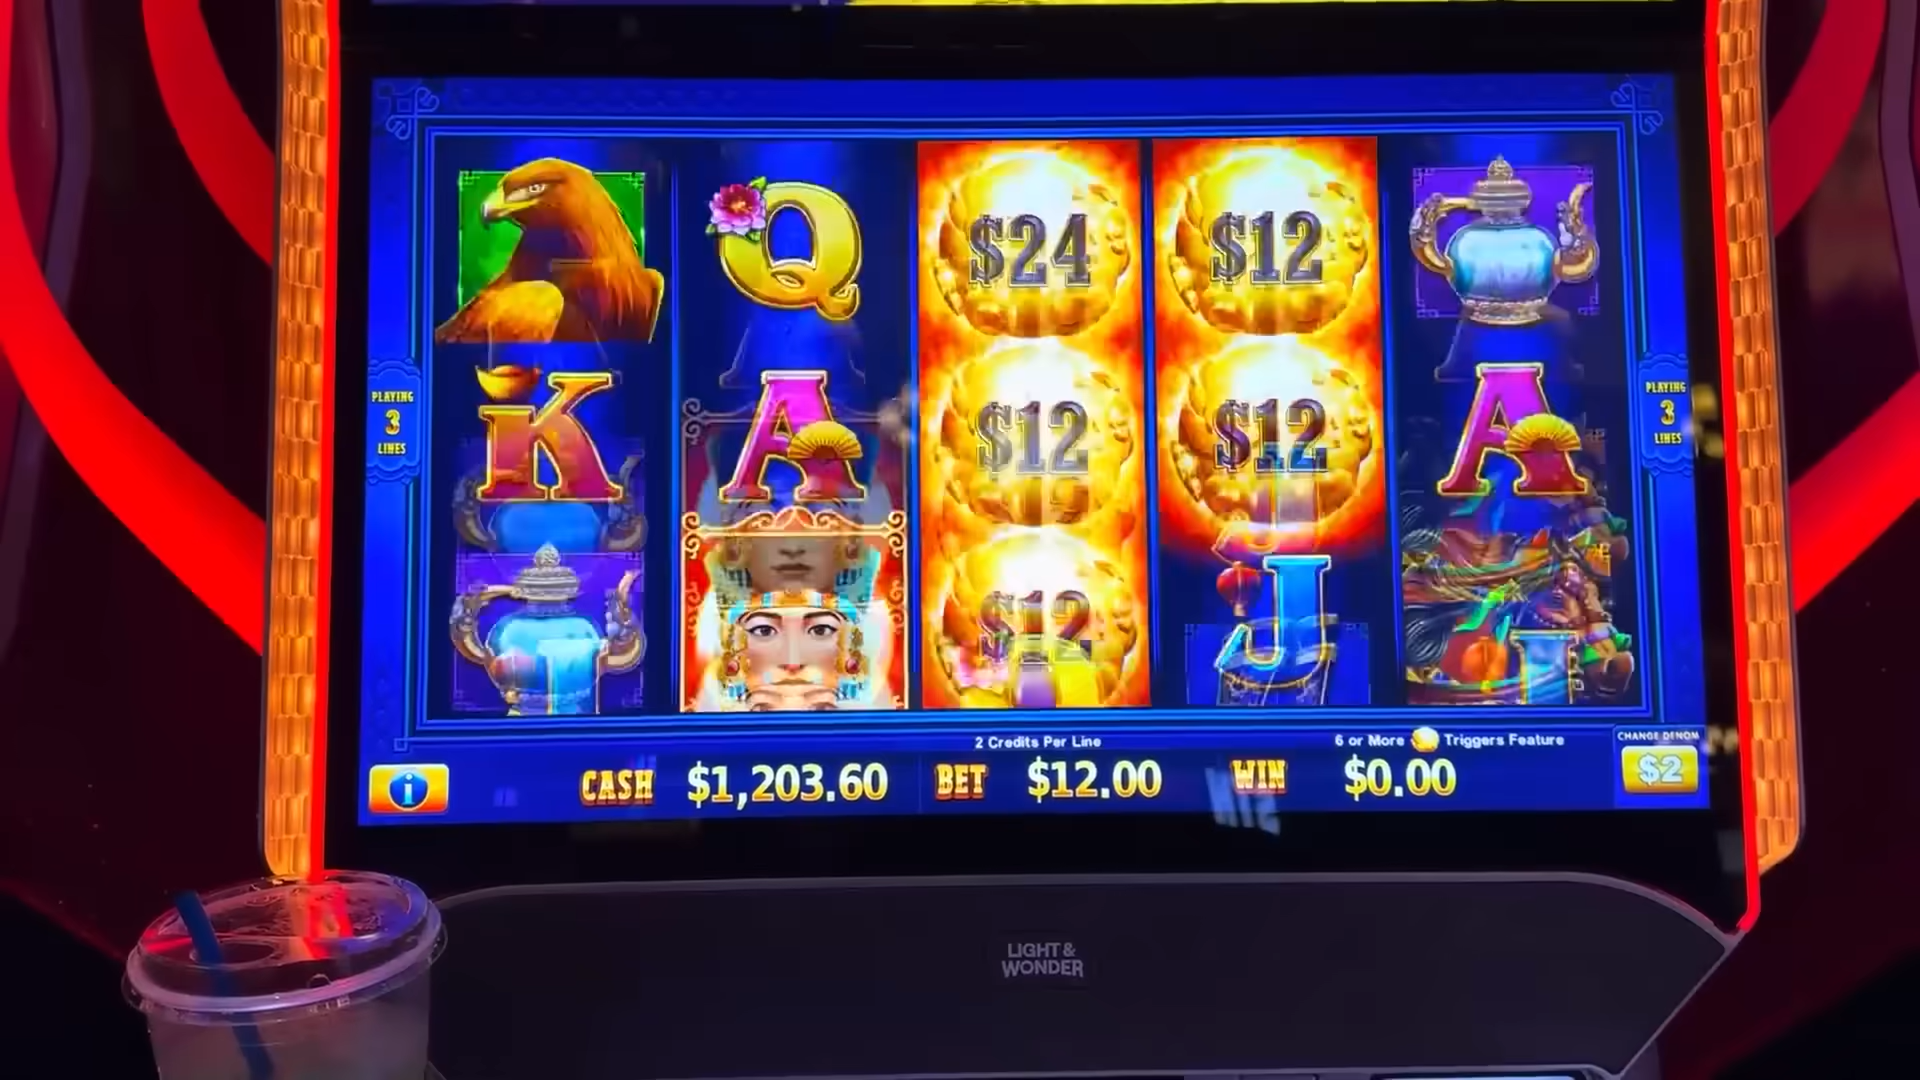 Q
$24
$12
K
A
$12
$12
A
PLAYING
3
LINES
PLAYING
3
LINES
$12
J
2 Credits Per Line
6 or More Triggers Feature
CHANGE DENOM
$2
i
CASH $1,203.60
BET $12.00
WIN $0.00
LIGHT &
WONDER